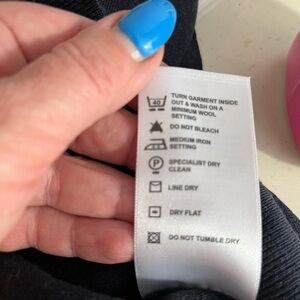 40
TURN GARMENT INSIDE
OUT & WASH ON A
MINIMUM WOOL
SETTING
DO NOT BLEACH
MEDIUM IRON
SETTING
P
SPECIALIST DRY
CLEAN
LINE DRY
DRY FLAT
DO NOT TUMBLE DRY